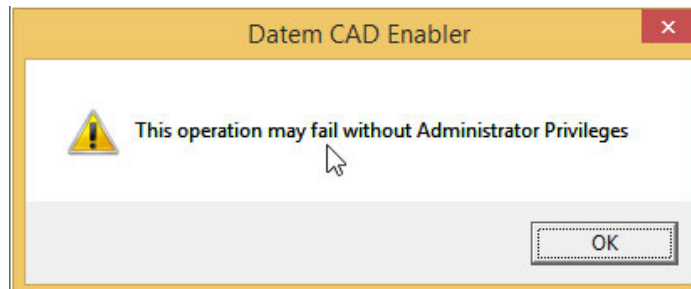 Datem CAD Enabler
This operation may fail without Administrator Privileges
OK